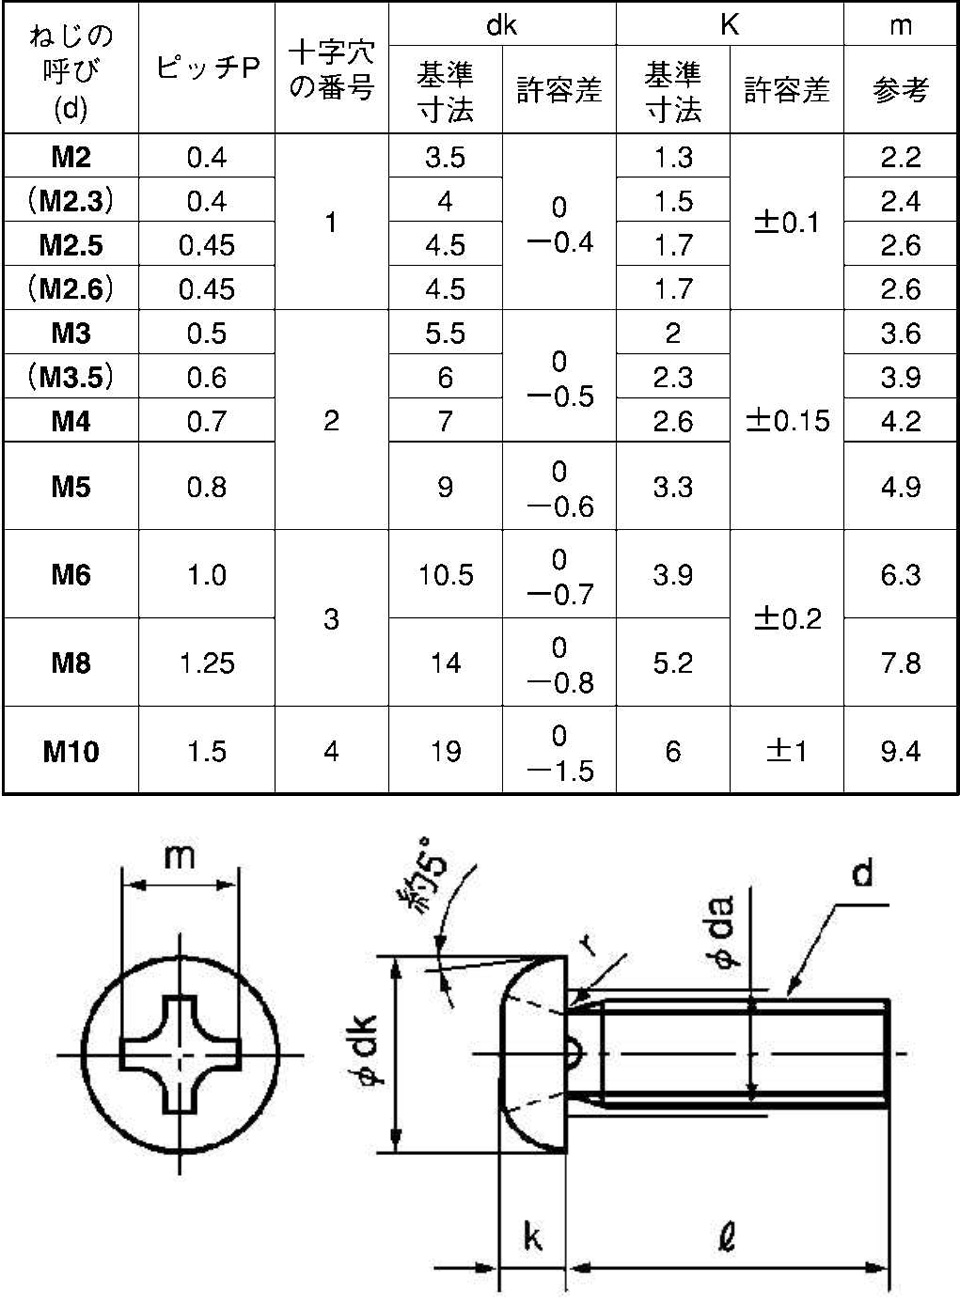 ねじの呼び(d) ピッチP 十字穴の番号 dk K m
基準寸法 許容差 基準寸法 許容差 参考
M2 0.4 1 3.5 0 −0.4 1.3 ±0.1 2.2
(M2.3) 0.4 4 1.5 2.4
M2.5 0.45 4.5 1.7 2.6
(M2.6) 0.45 4.5 1.7 2.6
M3 0.5 2 5.5 0 −0.5 2 ±0.15 3.6
(M3.5) 0.6 6 2.3 3.9
M4 0.7 7 2.6 4.2
M5 0.8 9 0 −0.6 3.3 4.9
M6 1.0 3 10.5 0 −0.7 3.9 ±0.2 6.3
M8 1.25 14 0 −0.8 5.2 7.8
M10 1.5 4 19 0 −1.5 6 ±1 9.4
m
約5°
r
φda
d
φdk
k
ℓ